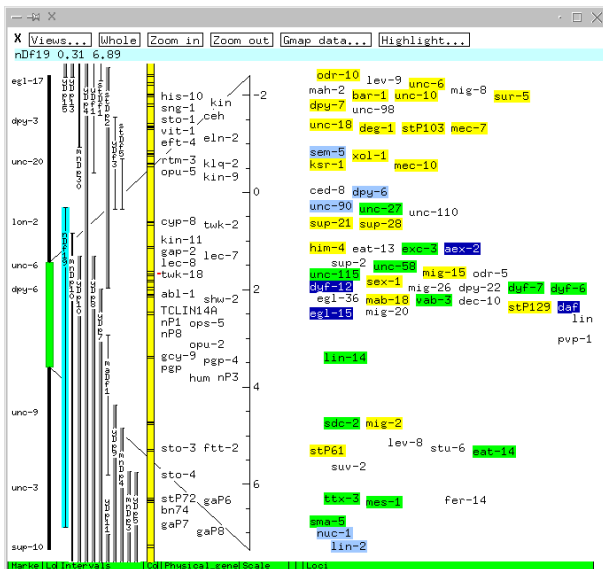 X Views... Whole Zoom in Zoom out Gmap data... Highlight...
nDf19 0.31 6.89
odr-10 lev-9 unc-6
egl-17
mah-2 bar-1 unc-10 mig-8 sur-5
his-10 kin -2
dpy-7 unc-98
sng-1
sto-1 ceh
dpy-3
unc-18 deg-1 stP103 mec-7
vit-1
eft-4 eln-2
sem-5 xol-1
rtm-3 klq-2
unc-20
ksr-1 mec-10
opu-5 kin-9
ced-8 dpy-6 0
unc-90 unc-27 unc-110
lon-2
cyp-8 twk-2
sup-21 sup-28
kin-11
him-4 eat-13 exc-3 aex-2
gap-2 lec-7
lec-8
sup-2 unc-58
unc-6
twk-18
unc-115 mig-15 odr-5
sex-1
dpy-6
dyf-12 mig-26 dpy-22 dyf-7 dyf-6
abl-1 shw-2 2
egl-36 mab-18 vab-3 dec-10 stP129 daf
TCLIN14A
egl-15 mig-20
lin
nP1 ops-5
nP8
pvp-1
opu-2
gcy-9 pgp-4
lin-14
pgp
hum nP3
4
unc-9
sdc-2 mig-2
lev-8
sto-3 ftt-2
stP61 stu-6 eat-14
suv-2
sto-4
unc-3
6
stP72 gaP6
ttx-3 mes-1 fer-14
bn74
gaP7
sma-5
gaP8
nuc-1
sup-10
lin-2
Intervals Physical_gene Scale Loci